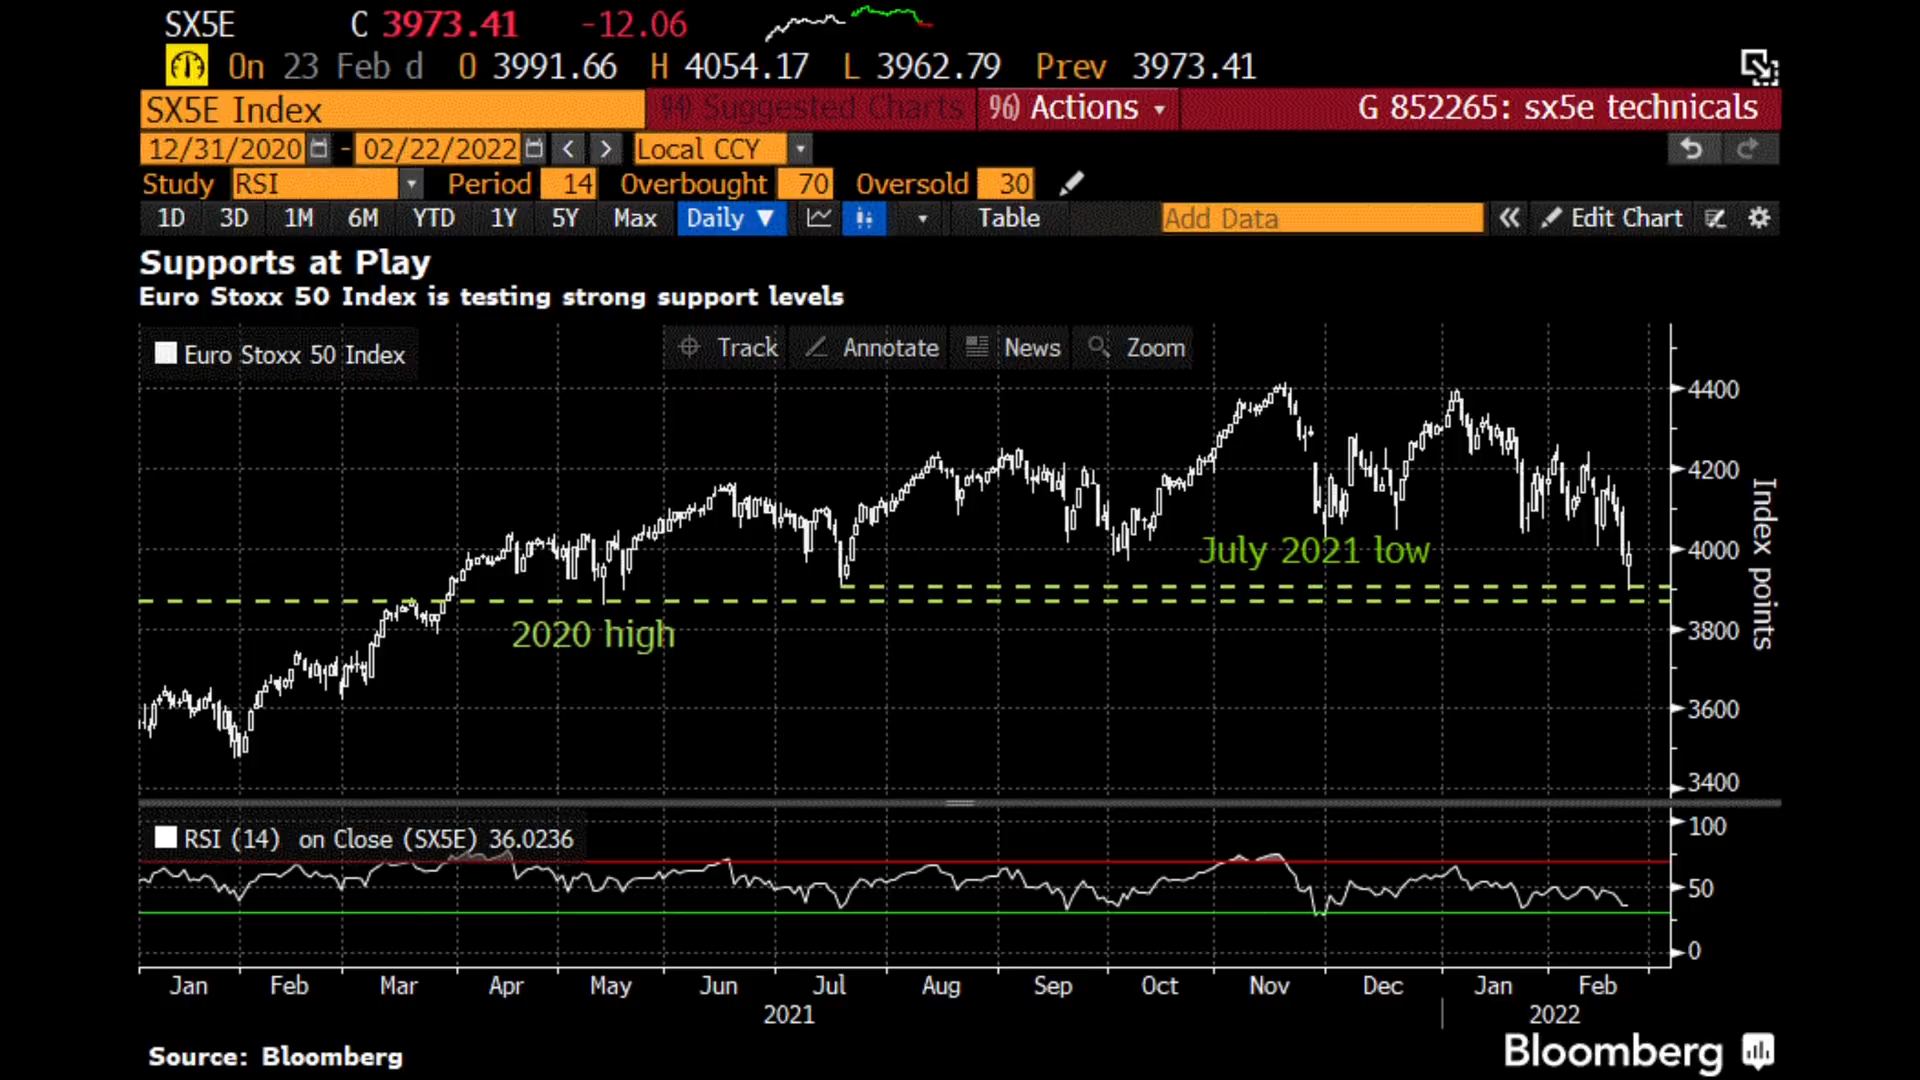 SX5E C 3973.41 -12.06
On 23 Feb d O 3991.66 H 4054.17 L 3962.79 Prev 3973.41
SX5E Index 94) Suggested Charts 96) Actions G 852265: sx5e technicals
12/31/2020 - 02/22/2022 Local CCY
Study RSI Period 14 Overbought 70 Oversold 30
1D 3D 1M 6M YTD 1Y 5Y Max Daily ▼ Table Add Data « Edit Chart
Supports at Play
Euro Stoxx 50 Index is testing strong support levels
Euro Stoxx 50 Index Track Annotate News Zoom
4400
4200
July 2021 low 4000
2020 high 3800
3600
3400
Index points
RSI (14) on Close (SX5E) 36.0236 100
50
0
Jan Feb Mar Apr May Jun Jul Aug Sep Oct Nov Dec Jan Feb
2021 2022
Source: Bloomberg Bloomberg